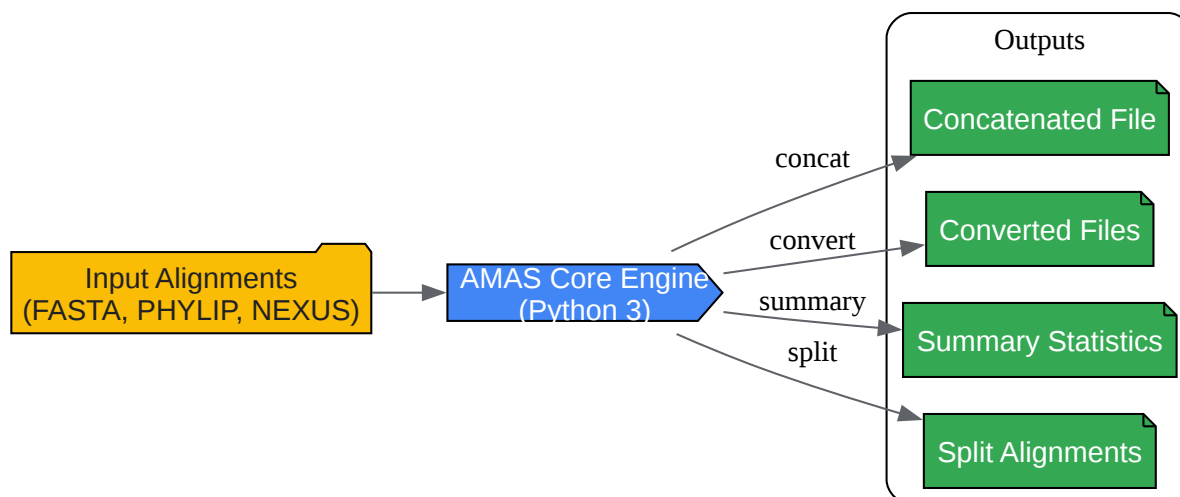 Outputs
Concatenated File
concat
Converted Files
convert
Input Alignments
(FASTA, PHYLIP, NEXUS)
AMAS Core Engine
(Python 3)
summary
Summary Statistics
split
Split Alignments